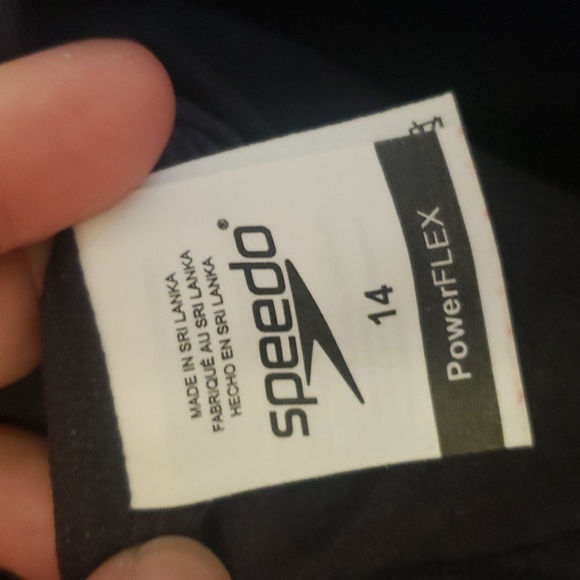 MADE IN SRI LANKA
FABRIQUÉ AU SRI LANKA
HECHO EN SRI LANKA
speedo®
14
PowerFLEX